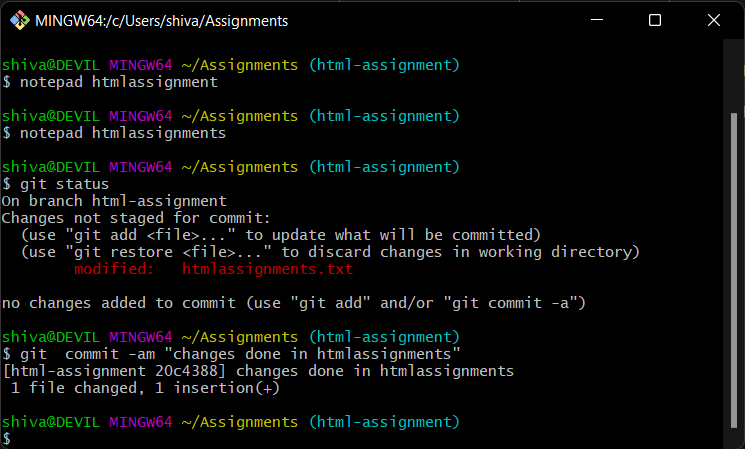 MINGW64:/c/Users/shiva/Assignments
shiva@DEVIL MINGW64 ~/Assignments (html-assignment)
$ notepad htmlassignment
shiva@DEVIL MINGW64 ~/Assignments (html-assignment)
$ notepad htmlassignments
shiva@DEVIL MINGW64 ~/Assignments (html-assignment)
$ git status
On branch html-assignment
Changes not staged for commit:
  (use "git add <file>..." to update what will be committed)
  (use "git restore <file>..." to discard changes in working directory)
        modified:   htmlassignments.txt
no changes added to commit (use "git add" and/or "git commit -a")
shiva@DEVIL MINGW64 ~/Assignments (html-assignment)
$ git  commit -am "changes done in htmlassignments"
[html-assignment 20c4388] changes done in htmlassignments
 1 file changed, 1 insertion(+)
shiva@DEVIL MINGW64 ~/Assignments (html-assignment)
$